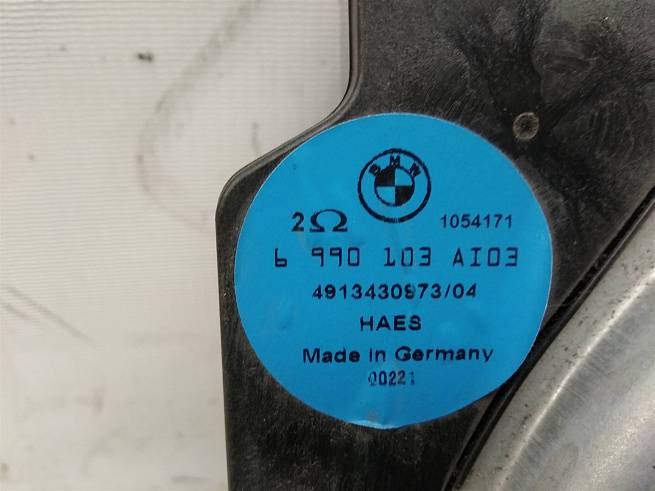 BMW
2Ω 1054171
6 990 103 AI03
4913430973/04
HAES
Made in Germany
00221